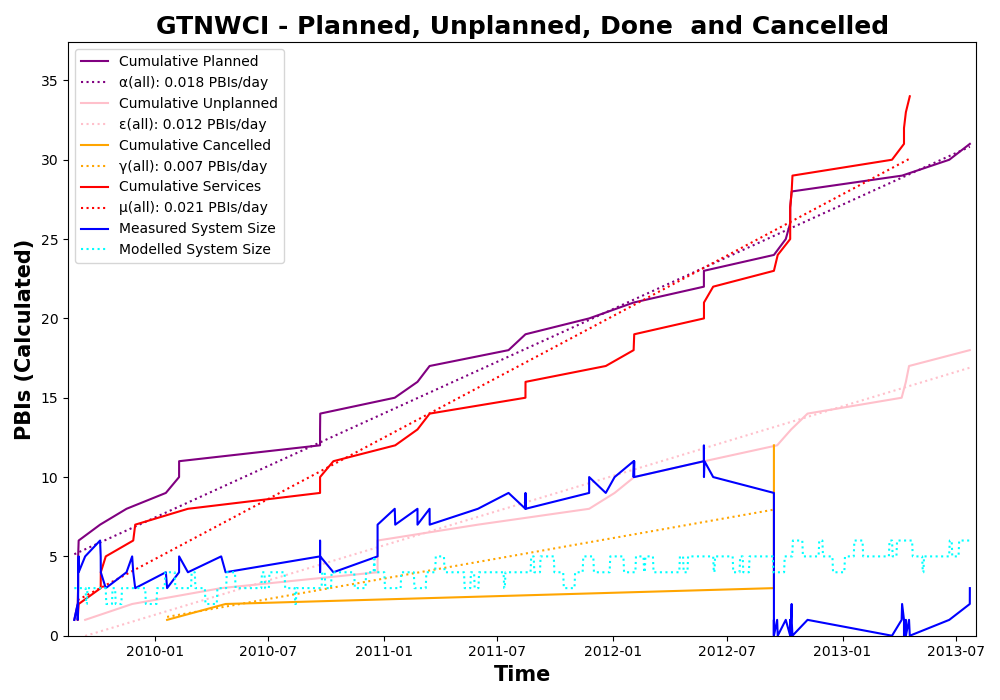 GTNWCI - Planned, Unplanned, Done  and Cancelled
Cumulative Planned
α(all): 0.018 PBIs/day
Cumulative Unplanned
ε(all): 0.012 PBIs/day
Cumulative Cancelled
γ(all): 0.007 PBIs/day
Cumulative Services
μ(all): 0.021 PBIs/day
Measured System Size
Modelled System Size
PBIs (Calculated)
35
30
25
20
15
10
5
0
2010-01 2010-07 2011-01 2011-07 2012-01 2012-07 2013-01 2013-07
Time